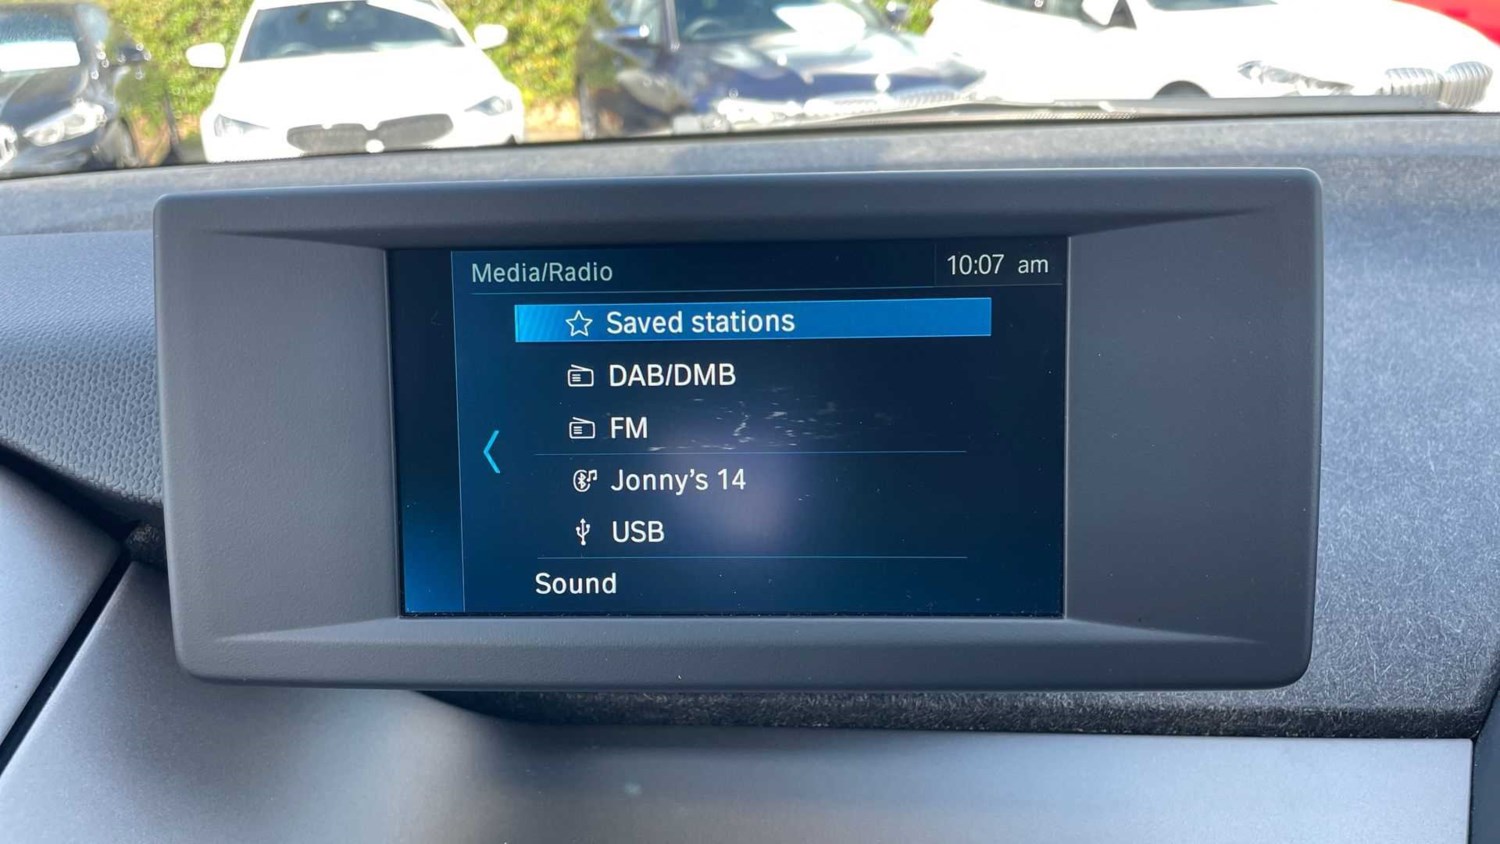 Media/Radio
10:07 am
Saved stations
DAB/DMB
FM
Jonny's 14
USB
Sound